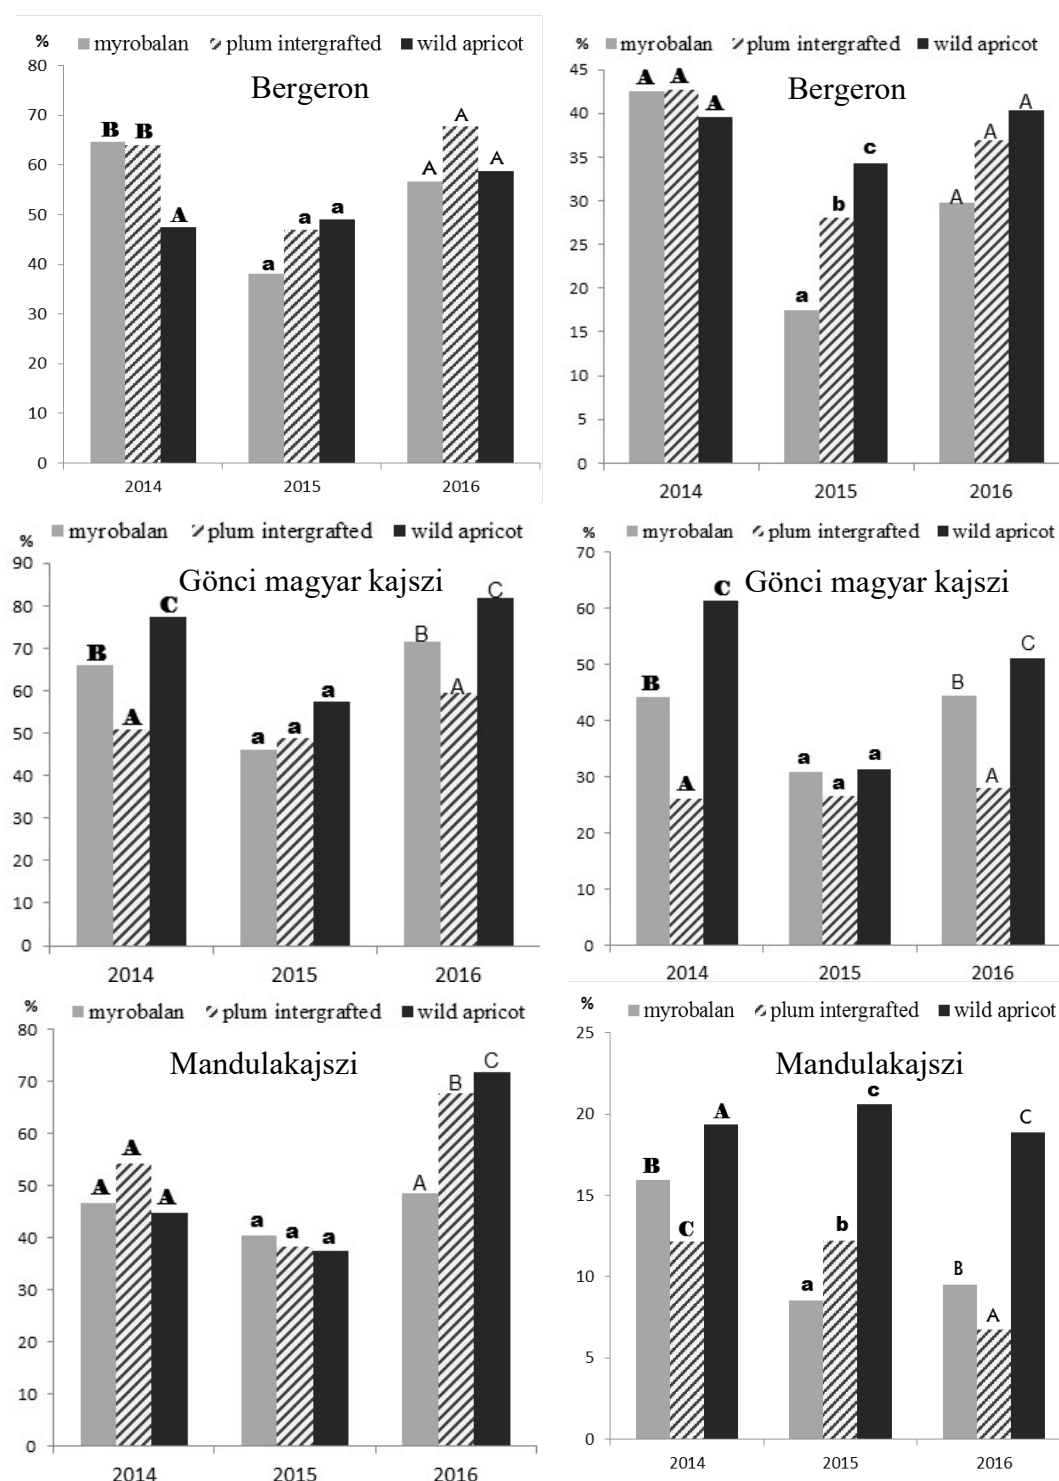 % myrobalan plum intergrafted wild apricot
Bergeron
80
70
60
50
40
30
20
10
0
B B A
a a a
A A A
2014 2015 2016
% myrobalan plum intergrafted wild apricot
Bergeron
45
40
35
30
25
20
15
10
5
0
A A A
a b c
A A A
2014 2015 2016
% myrobalan plum intergrafted wild apricot
Gönci magyar kajszi
90
80
70
60
50
40
30
20
10
0
B A C
a a a
B A C
2014 2015 2016
% myrobalan plum intergrafted wild apricot
Gönci magyar kajszi
70
60
50
40
30
20
10
0
B A C
a a a
B A C
2014 2015 2016
% myrobalan plum intergrafted wild apricot
Mandulakajszi
80
70
60
50
40
30
20
10
0
A A A
a a a
A B C
2014 2015 2016
% myrobalan plum intergrafted wild apricot
Mandulakajszi
25
20
15
10
5
0
B C A
a b c
B A C
2014 2015 2016